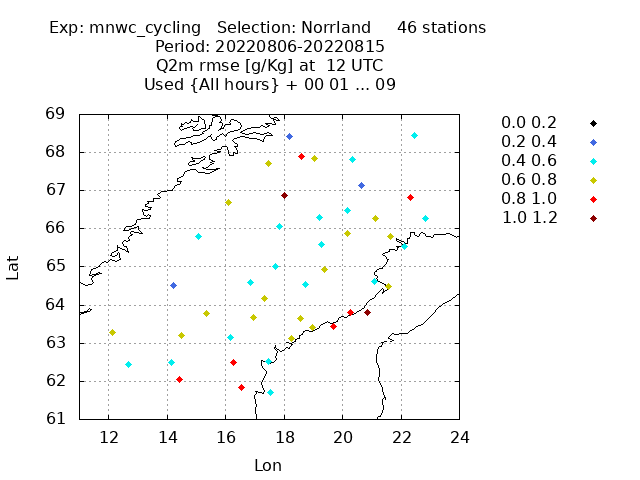 Exp: mnwc_cycling   Selection: Norrland     46 stations
Period: 20220806-20220815
Q2m rmse [g/Kg] at  12 UTC
Used {All hours} + 00 01 ... 09
69
68
67
66
65
64
63
62
61
Lat
12 14 16 18 20 22 24
Lon
0.0 0.2
0.2 0.4
0.4 0.6
0.6 0.8
0.8 1.0
1.0 1.2